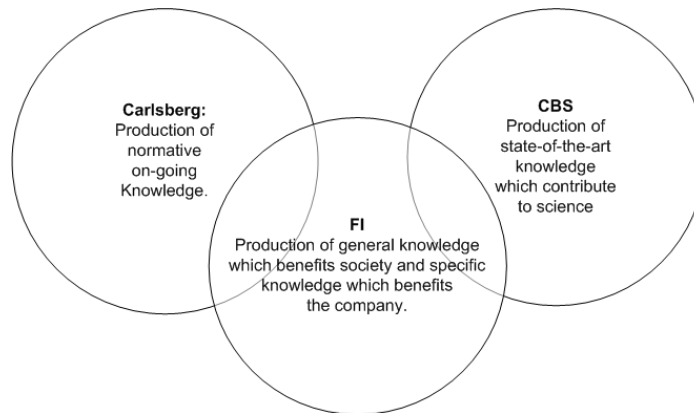 Carlsberg:
Production of
normative
on-going
Knowledge.
CBS
Production of
state-of-the-art
knowledge
which contribute
to science
FI
Production of general knowledge
which benefits society and specific
knowledge which benefits
the company.